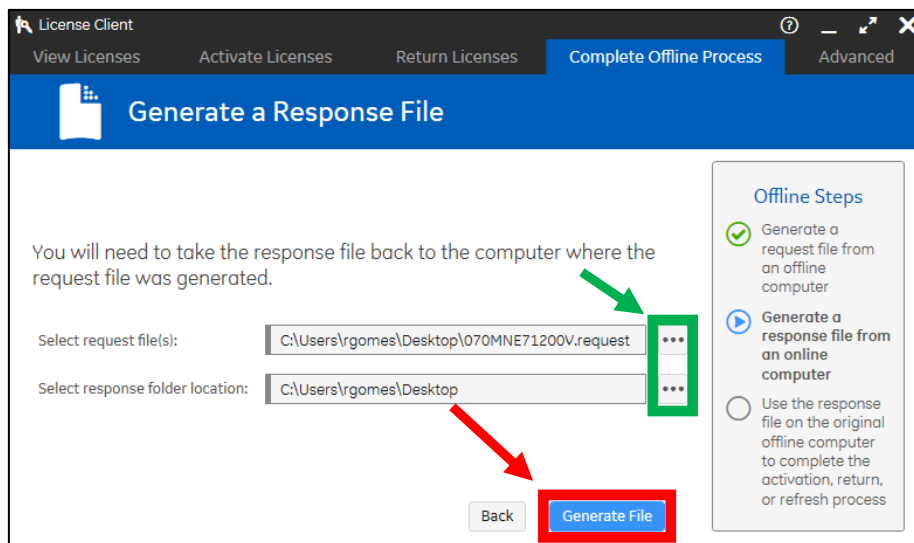 License Client
View Licenses Activate Licenses Return Licenses Complete Offline Process Advanced
Generate a Response File
You will need to take the response file back to the computer where the
request file was generated.
Select request file(s): C:\Users\rgomes\Desktop\070MNE71200V.request
Select response folder location: C:\Users\rgomes\Desktop
Back Generate File
Offline Steps
Generate a
request file from
an offline
computer
Generate a
response file from
an online
computer
Use the response
file on the original
offline computer
to complete the
activation, return,
or refresh process